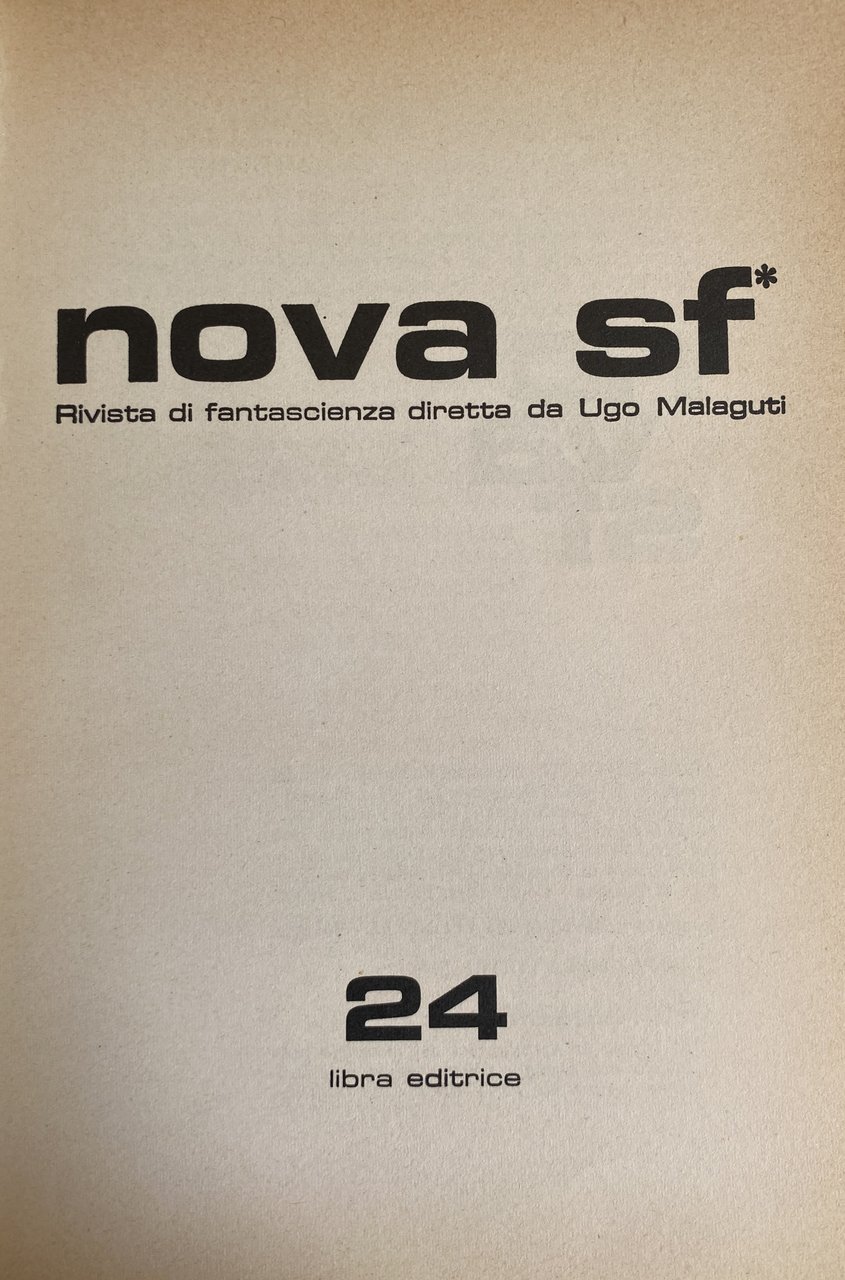 nova sf*
Rivista di fantascienza diretta da Ugo Malaguti
24
libra editrice